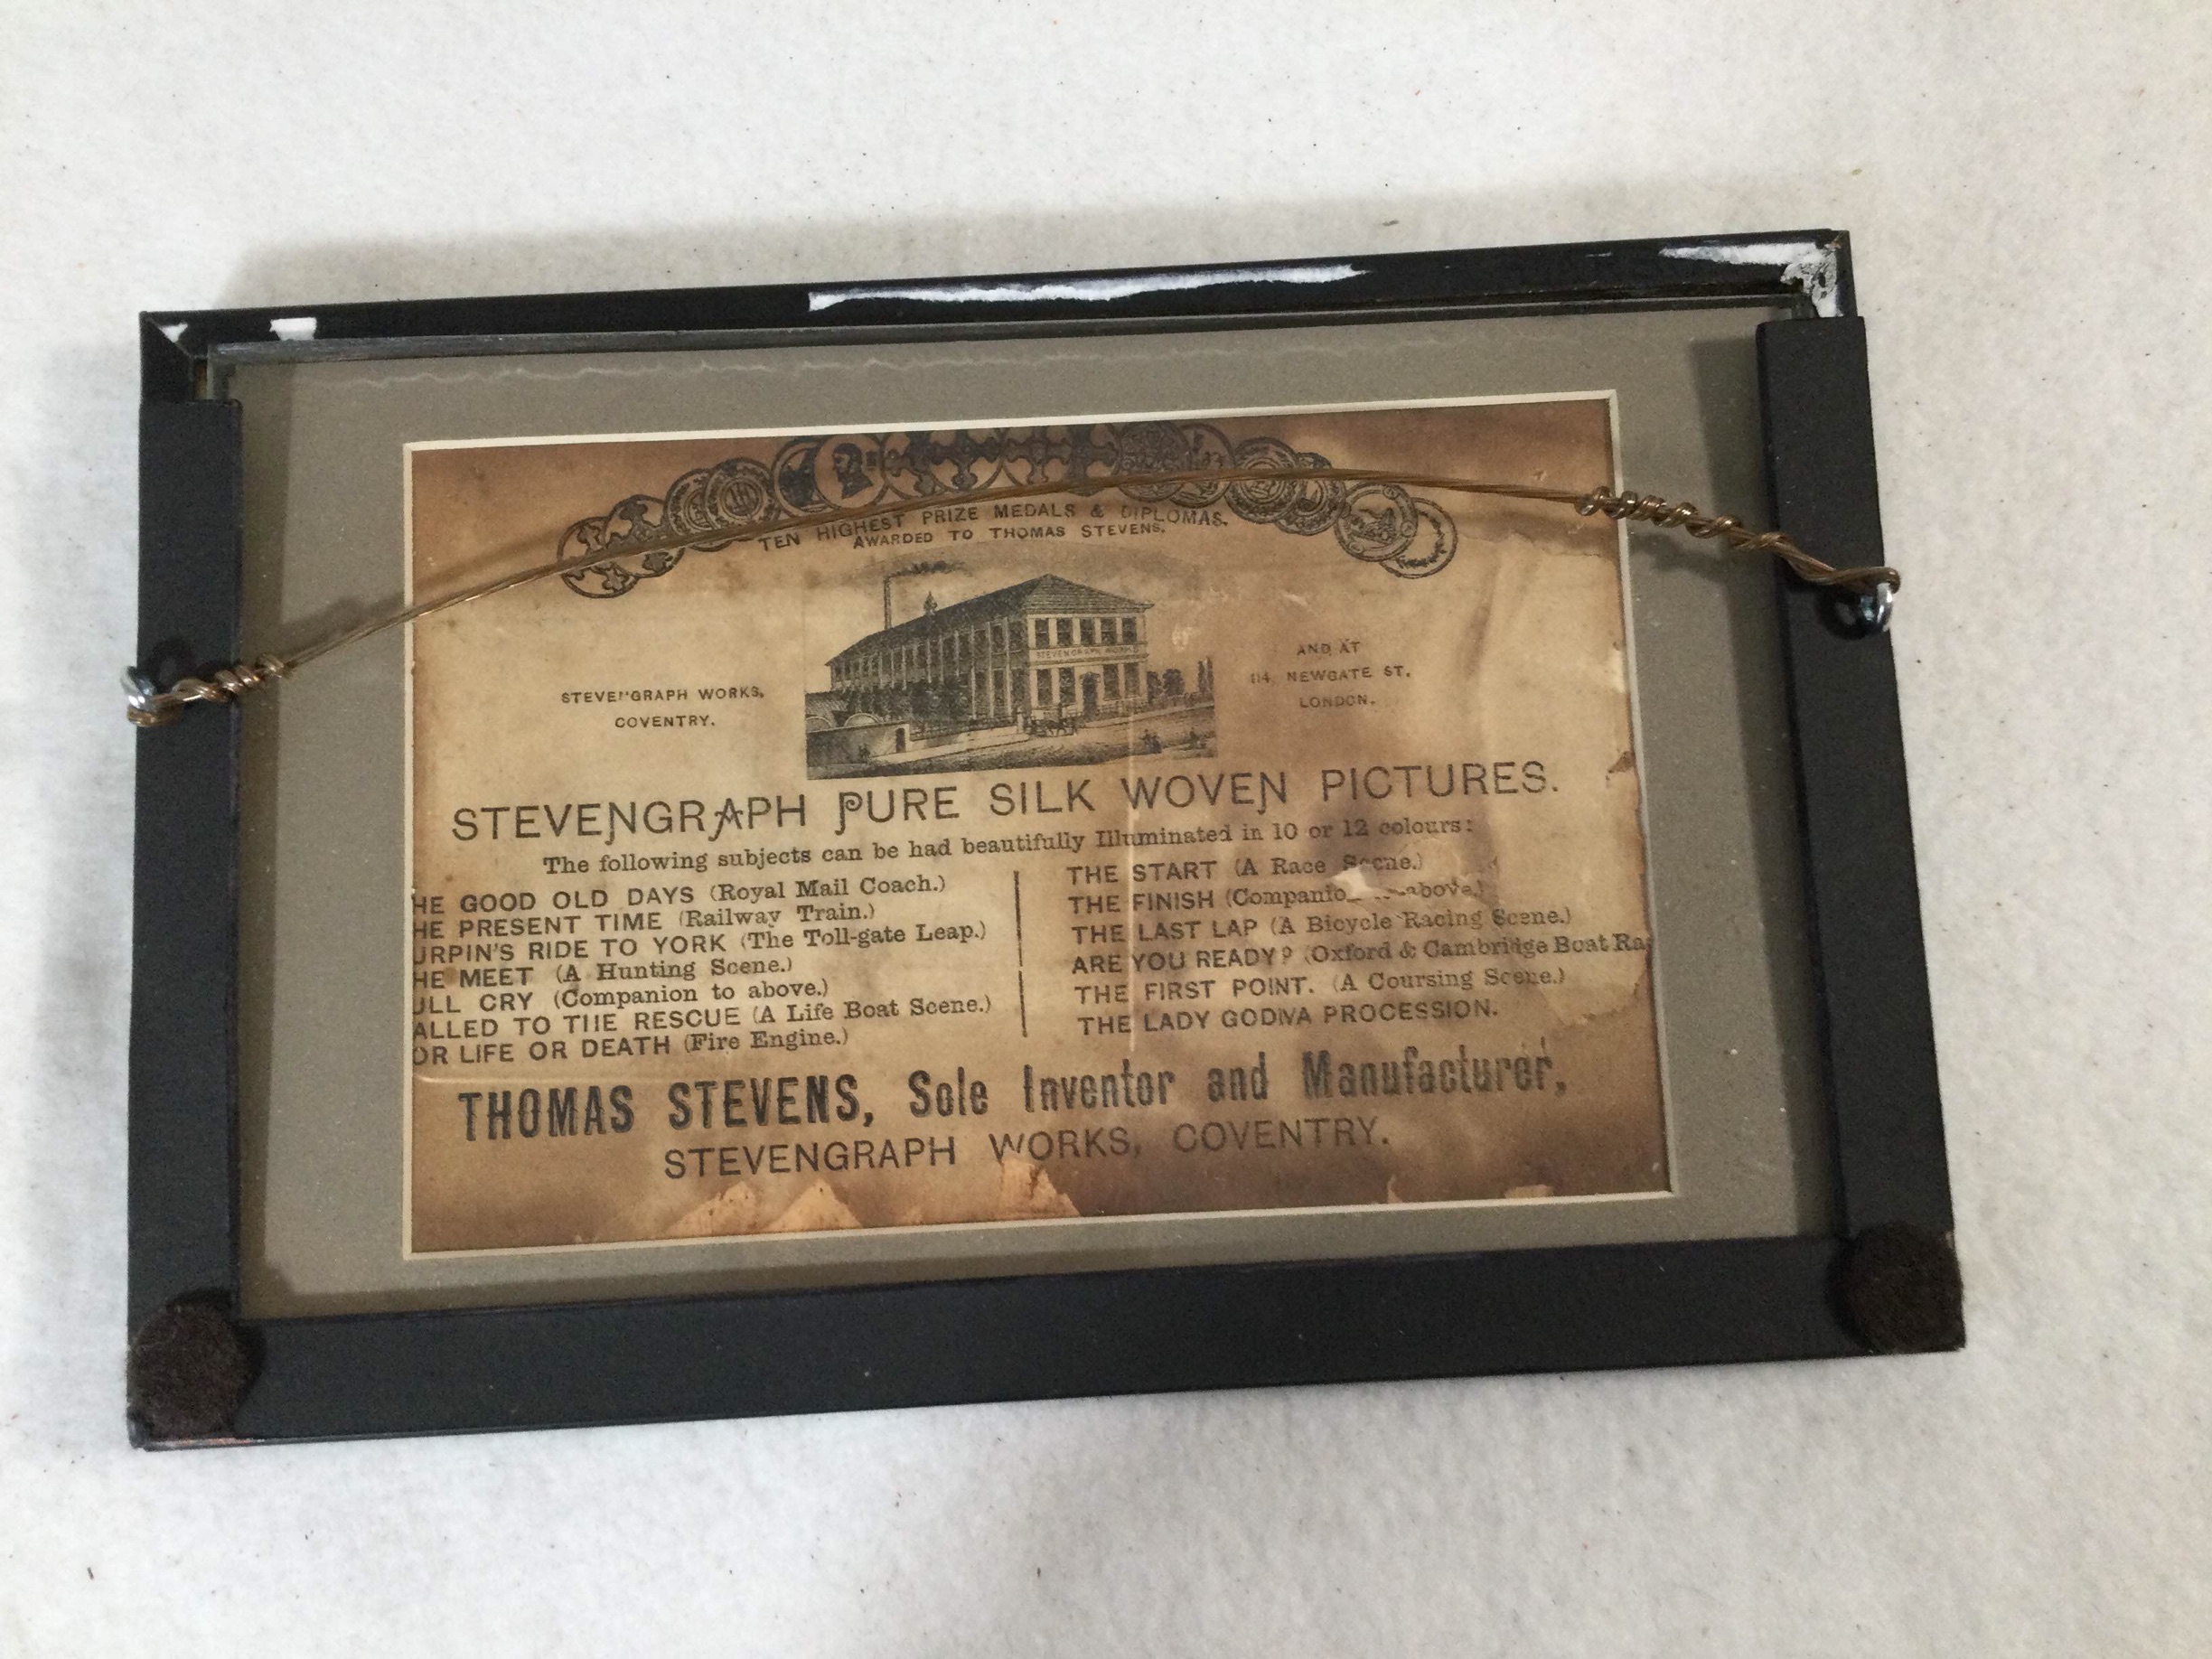 TEN HIGHEST PRIZE MEDALS & DIPLOMAS.
AWARDED TO THOMAS STEVENS.
STEVENGRAPH WORKS
STEVENGRAPH WORKS,
COVENTRY.
AND AT
114, NEWGATE ST.
LONDON.
STEVENGRAPH PURE SILK WOVEN PICTURES.
The following subjects can be had beautifully Illuminated in 10 or 12 colours:
HE GOOD OLD DAYS (Royal Mail Coach.)
HE PRESENT TIME (Railway Train.)
URPIN'S RIDE TO YORK (The Toll-gate Leap.)
HE MEET (A Hunting Scene.)
ULL CRY (Companion to above.)
ALLED TO THE RESCUE (A Life Boat Scene.)
OR LIFE OR DEATH (Fire Engine.)
THE START (A Race Scene.)
THE FINISH (Companio above.)
THE LAST LAP (A Bicycle Racing Scene.)
ARE YOU READY? (Oxford & Cambridge Boat Ra
THE FIRST POINT. (A Coursing Scene.)
THE LADY GODIVA PROCESSION.
THOMAS STEVENS, Sole Inventor and Manufacturer,
STEVENGRAPH WORKS, COVENTRY.